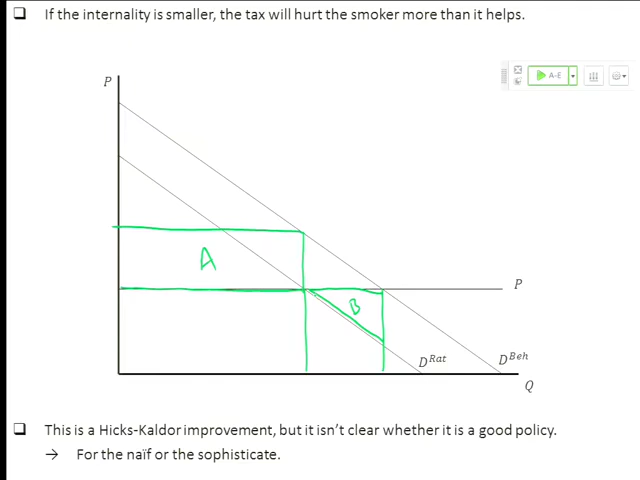 ❑ If the internality is smaller, the tax will hurt the smoker more than it helps.
A-E
P
A
P
B
D^Rat D^Beh
Q
❑ This is a Hicks-Kaldor improvement, but it isn't clear whether it is a good policy.
→ For the naïf or the sophisticate.